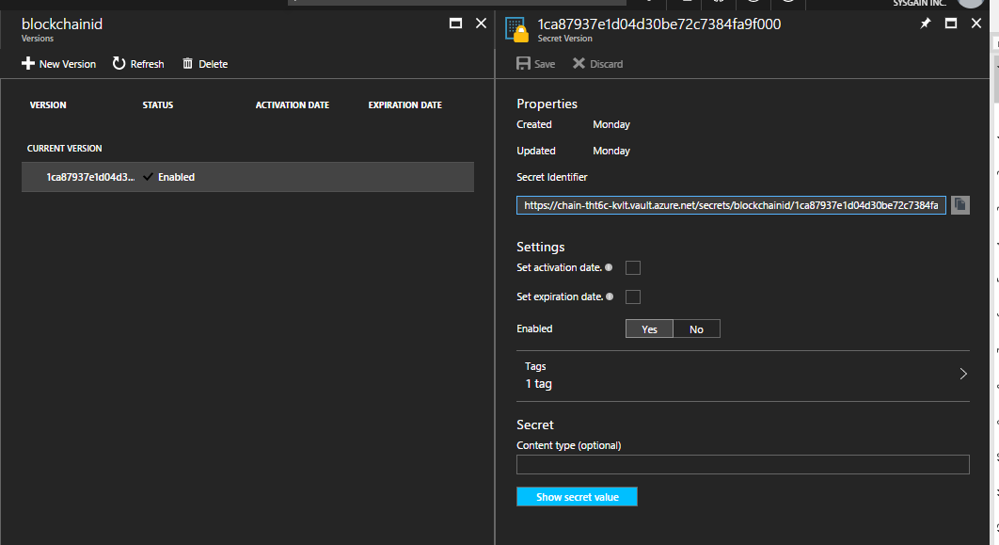 SYSGAIN INC.
blockchainid
Versions
New Version
Refresh
Delete
VERSION
STATUS
ACTIVATION DATE
EXPIRATION DATE
CURRENT VERSION
1ca87937e1d04d3...
Enabled
1ca87937e1d04d30be72c7384fa9f000
Secret Version
Save
Discard
Properties
Created Monday
Updated Monday
Secret Identifier
https://chain-tht6c-kvlt.vault.azure.net/secrets/blockchainid/1ca87937e1d04d30be72c7384fa
Settings
Set activation date.
Set expiration date.
Enabled Yes No
Tags
1 tag
Secret
Content type (optional)
Show secret value